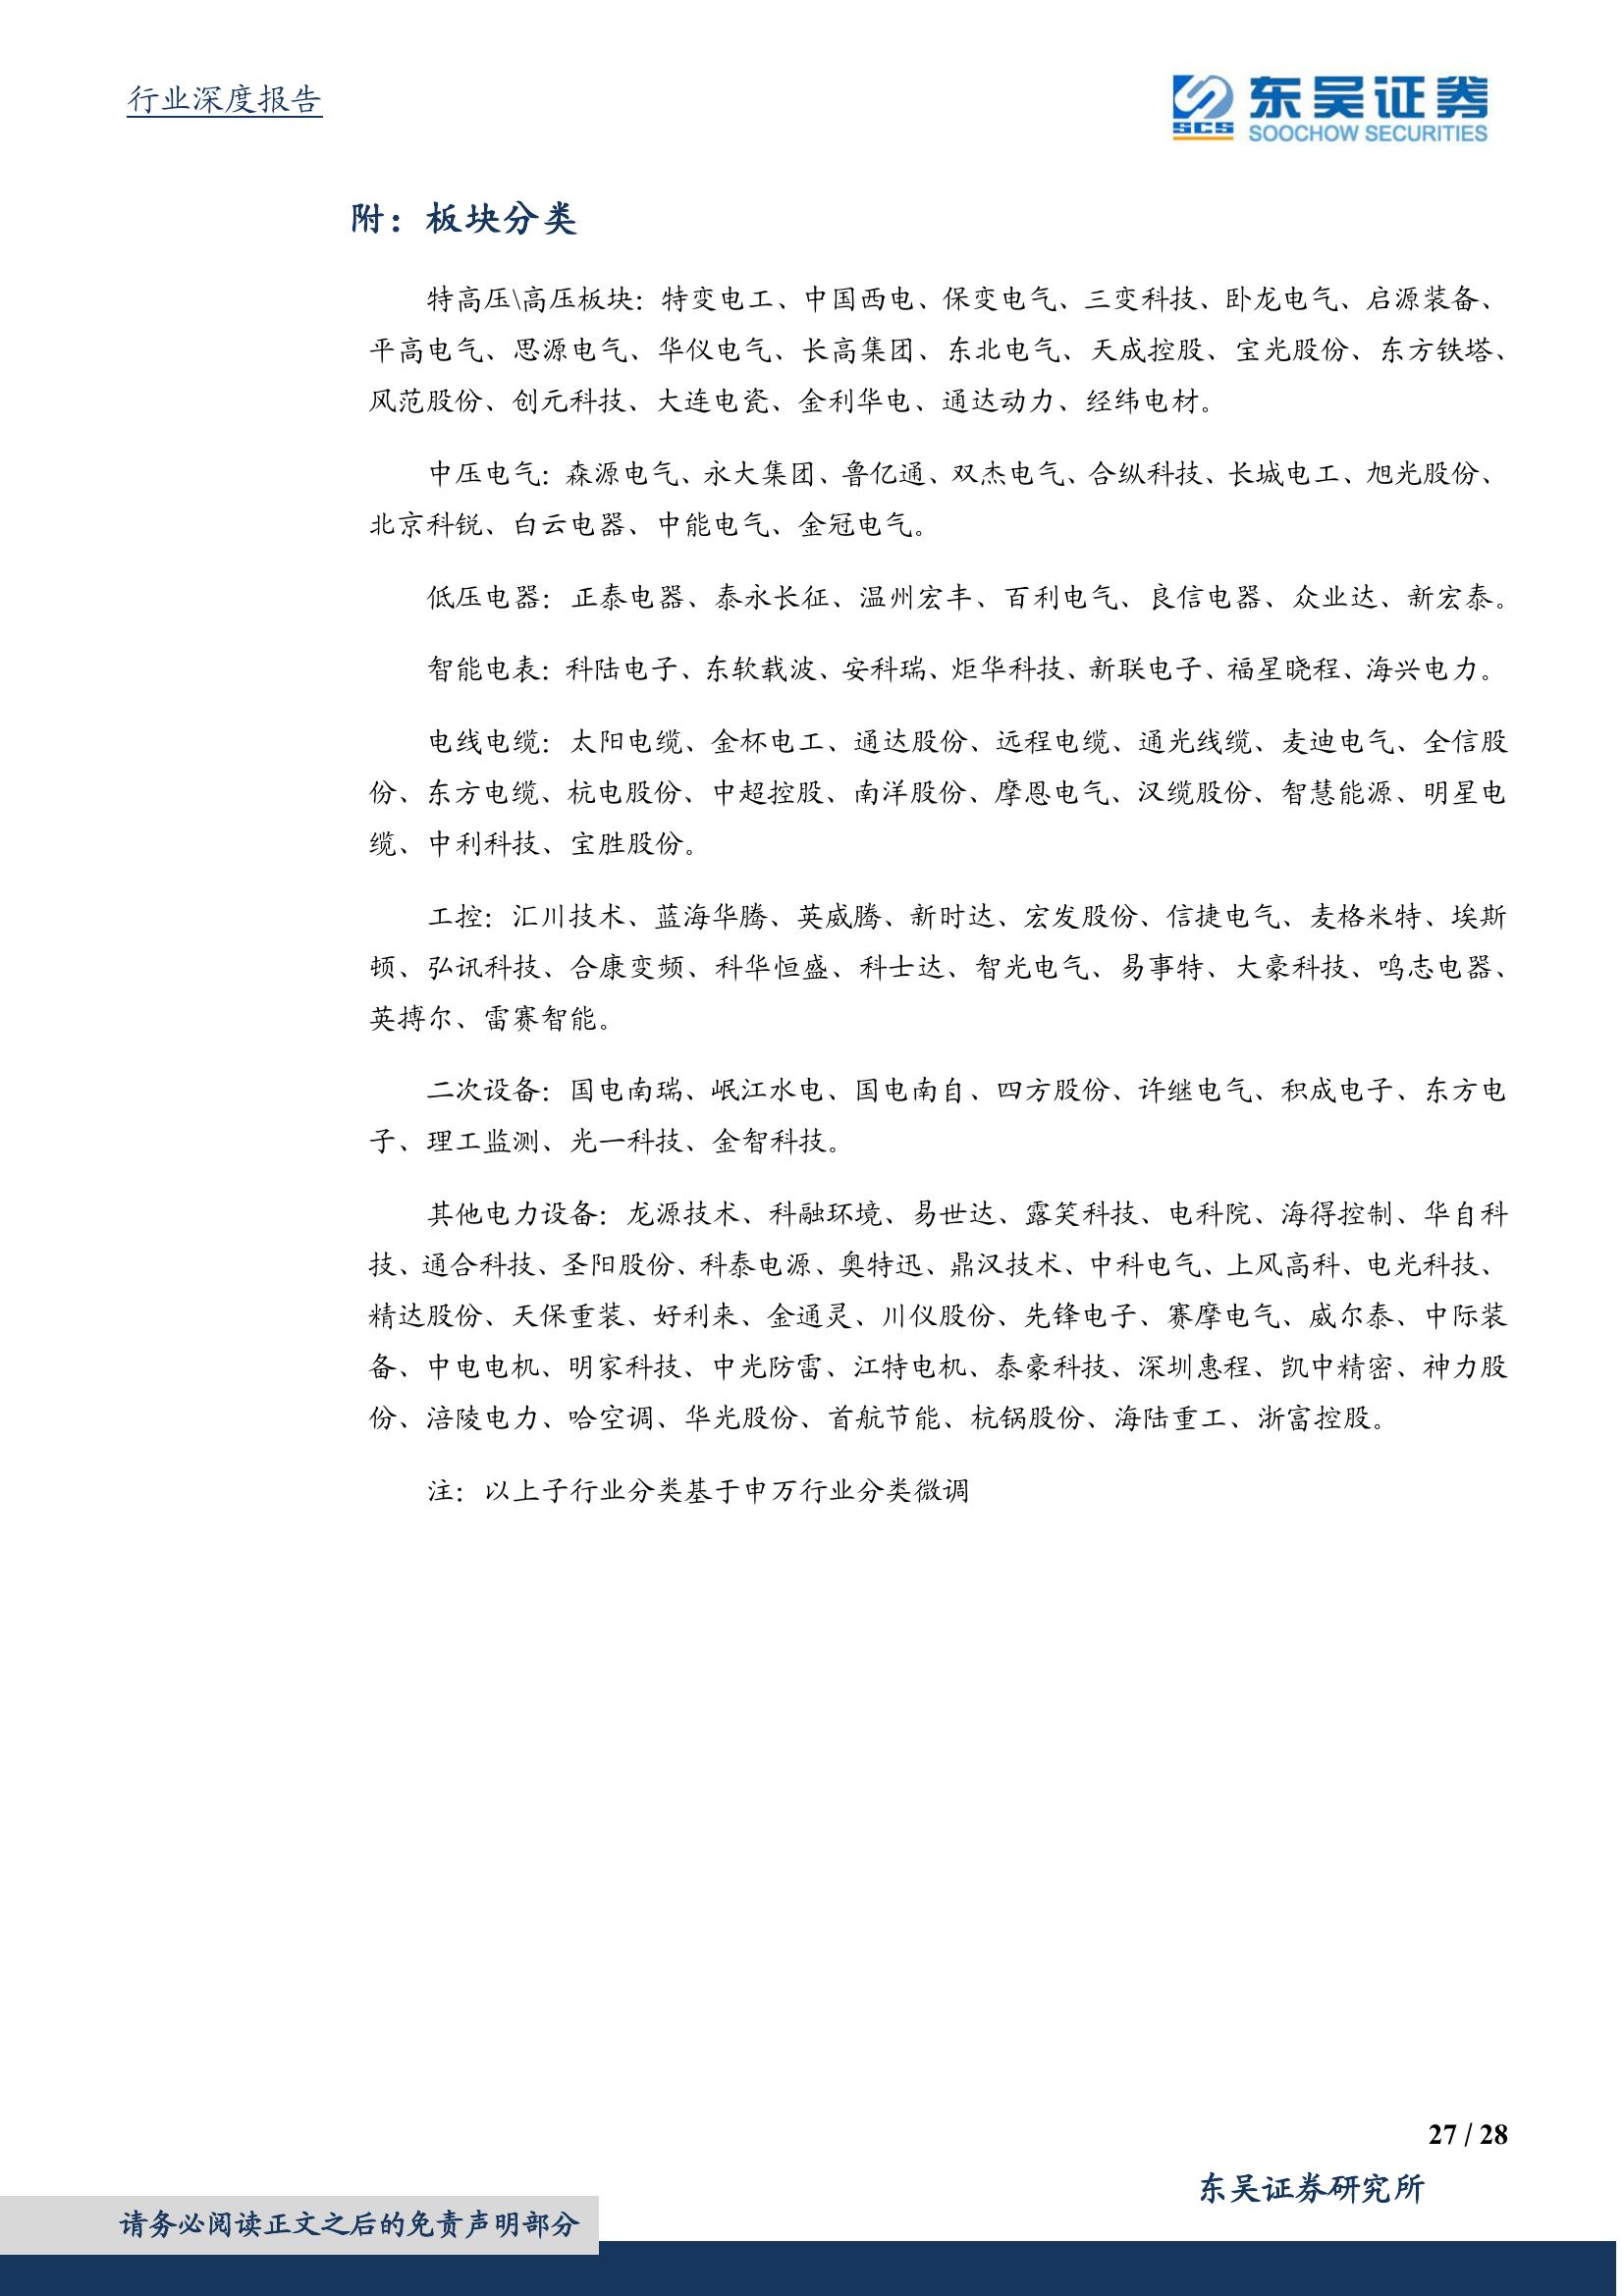 行业深度报告
SCS
东吴证券
SOOCHOW SECURITIES
附：板块分类
特高压\高压板块：特变电工、中国西电、保变电气、三变科技、卧龙电气、启源装备、
平高电气、思源电气、华仪电气、长高集团、东北电气、天成控股、宝光股份、东方铁塔、
风范股份、创元科技、大连电瓷、金利华电、通达动力、经纬电材。
中压电气：森源电气、永大集团、鲁亿通、双杰电气、合纵科技、长城电工、旭光股份、
北京科锐、白云电器、中能电气、金冠电气。
低压电器：正泰电器、泰永长征、温州宏丰、百利电气、良信电器、众业达、新宏泰。
智能电表：科陆电子、东软载波、安科瑞、炬华科技、新联电子、福星晓程、海兴电力。
电线电缆：太阳电缆、金杯电工、通达股份、远程电缆、通光线缆、麦迪电气、全信股
份、东方电缆、杭电股份、中超控股、南洋股份、摩恩电气、汉缆股份、智慧能源、明星电
缆、中利科技、宝胜股份。
工控：汇川技术、蓝海华腾、英威腾、新时达、宏发股份、信捷电气、麦格米特、埃斯
顿、弘讯科技、合康变频、科华恒盛、科士达、智光电气、易事特、大豪科技、鸣志电器、
英搏尔、雷赛智能。
二次设备：国电南瑞、岷江水电、国电南自、四方股份、许继电气、积成电子、东方电
子、理工监测、光一科技、金智科技。
其他电力设备：龙源技术、科融环境、易世达、露笑科技、电科院、海得控制、华自科
技、通合科技、圣阳股份、科泰电源、奥特迅、鼎汉技术、中科电气、上风高科、电光科技、
精达股份、天保重装、好利来、金通灵、川仪股份、先锋电子、赛摩电气、威尔泰、中际装
备、中电电机、明家科技、中光防雷、江特电机、泰豪科技、深圳惠程、凯中精密、神力股
份、涪陵电力、哈空调、华光股份、首航节能、杭锅股份、海陆重工、浙富控股。
注：以上子行业分类基于申万行业分类微调
27 / 28
东吴证券研究所
请务必阅读正文之后的免责声明部分